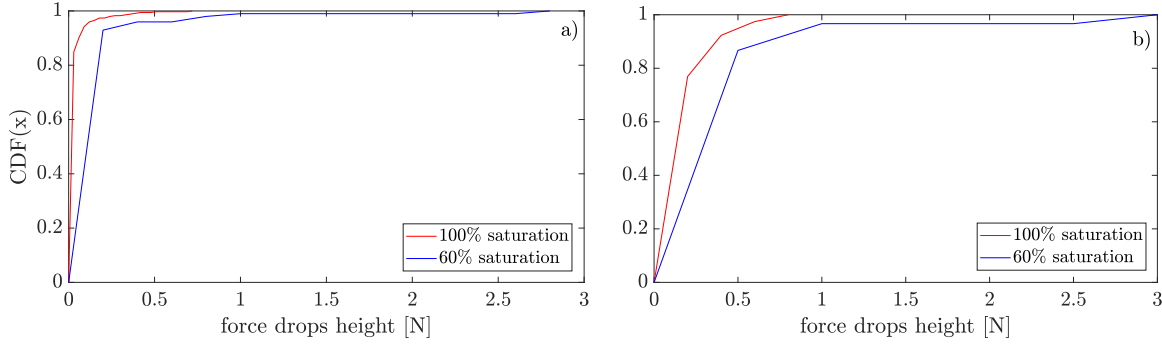 1
0.8
0.6
0.4
0.2
0
CDF(x)
a)
100% saturation
60% saturation
0 0.5 1 1.5 2 2.5 3
force drops height [N]
1
0.8
0.6
0.4
0.2
0
b)
100% saturation
60% saturation
0 0.5 1 1.5 2 2.5 3
force drops height [N]